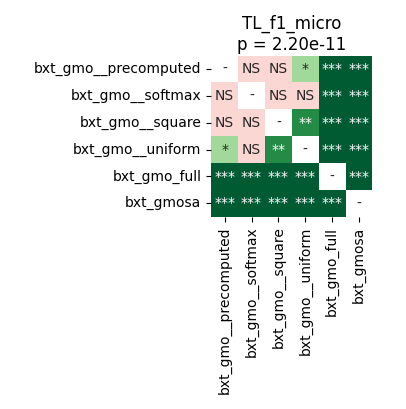 TL_f1_micro
p = 2.20e-11
bxt_gmo__precomputed - NS NS * *** ***
bxt_gmo__softmax NS - NS NS *** ***
bxt_gmo__square NS NS - ** *** ***
bxt_gmo__uniform * NS ** - *** ***
bxt_gmo_full *** *** *** *** - ***
bxt_gmosa *** *** *** *** *** -
bxt_gmo__precomputed
bxt_gmo__softmax
bxt_gmo__square
bxt_gmo__uniform
bxt_gmo_full
bxt_gmosa